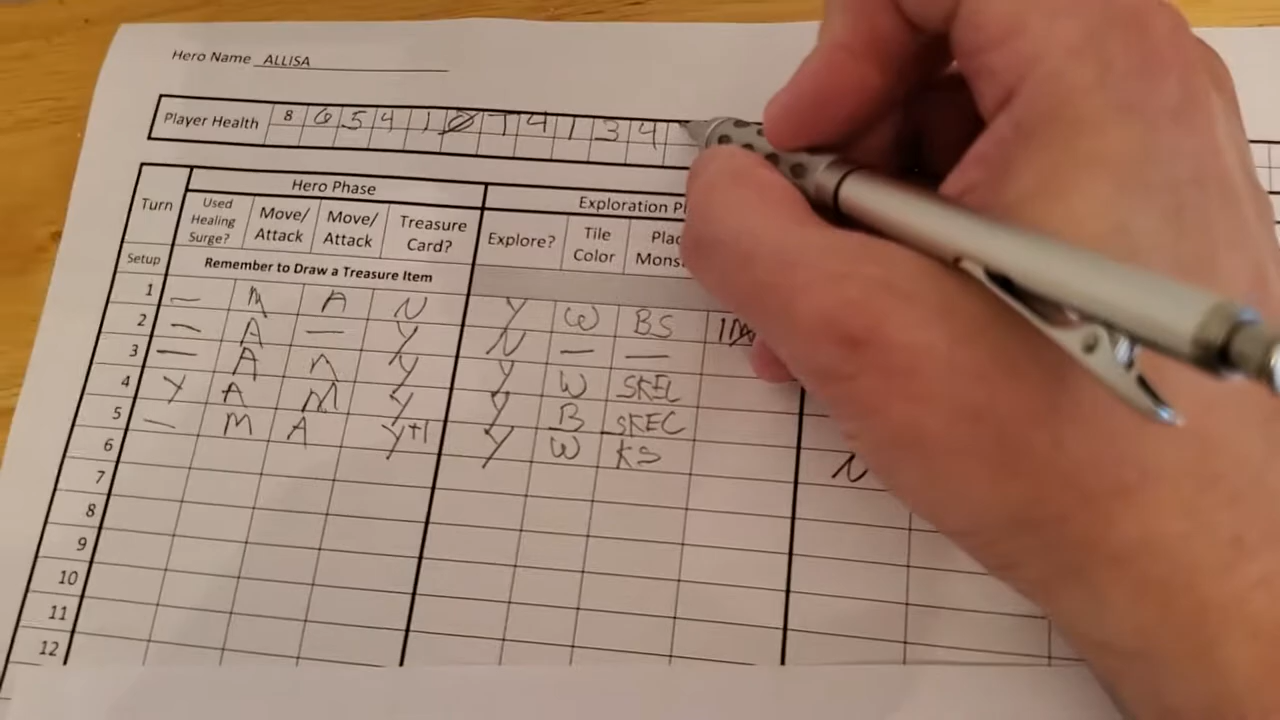 Hero Name ALLISA
Player Health 8 6 5 4 1 0 7 4 1 3 4
Hero Phase Exploration
Turn Used Healing Surge? Move/ Attack Move/ Attack Treasure Card? Explore? Tile Color
Setup Remember to Draw a Treasure Item
1 — M A N Y W BS
2 — A — Y N — —
3 — A M Y Y W SKEL
4 Y A M Y Y B SKEL
5 — M A Y+1 Y W KS
6 N
7
8
9
10
11
12